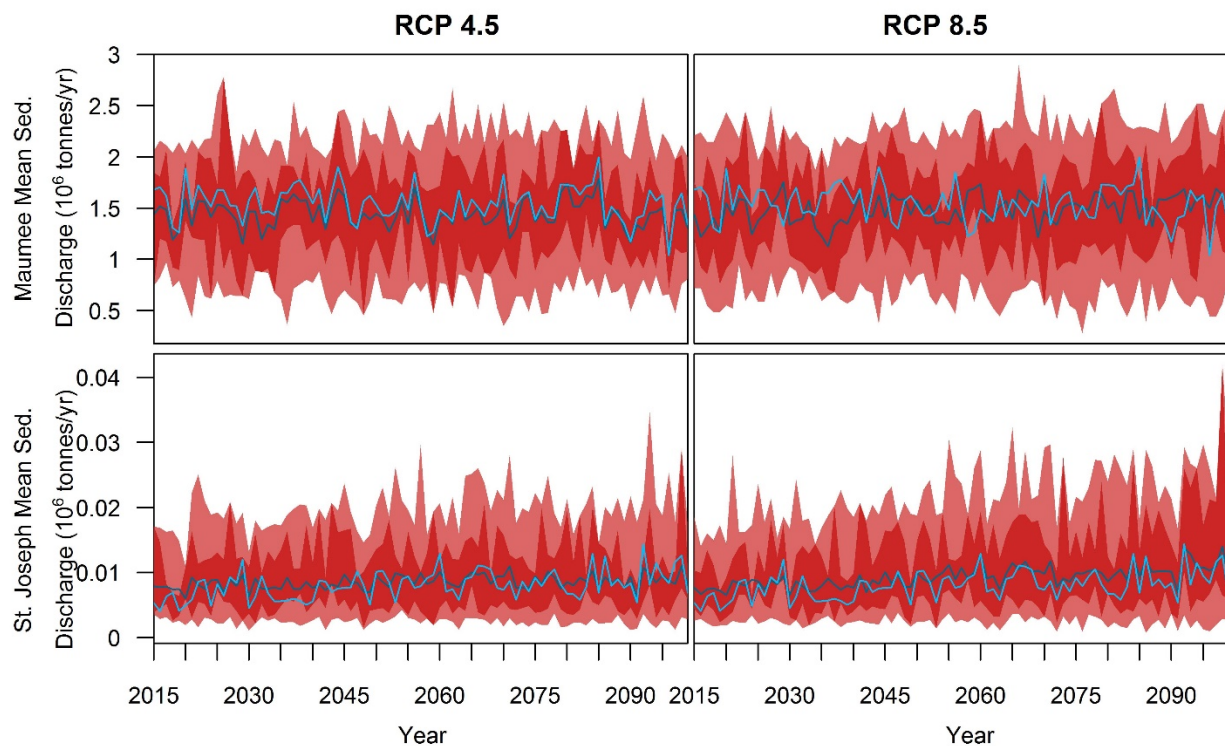 RCP 4.5
RCP 8.5
Maumee Mean Sed.
Discharge (10⁶ tonnes/yr)
3
2.5
2
1.5
1
0.5
St. Joseph Mean Sed.
Discharge (10⁶ tonnes/yr)
0.04
0.03
0.02
0.01
0
2015 2030 2045 2060 2075 2090 2015 2030 2045 2060 2075 2090
Year Year